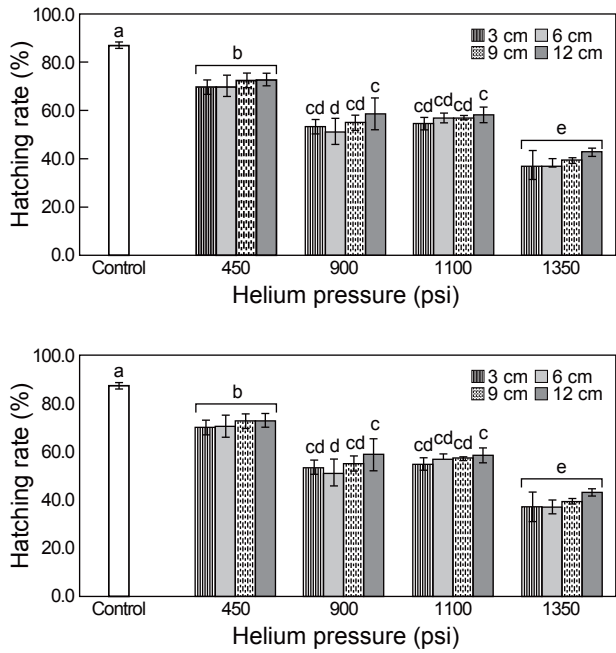 100.0
80.0
60.0
40.0
20.0
0.0
Hatching rate (%)
a
b
cd d cd c
cd cd cd c
e
3 cm 6 cm
9 cm 12 cm
Control 450 900 1100 1350
Helium pressure (psi)
100.0
80.0
60.0
40.0
20.0
0.0
Hatching rate (%)
a
b
cd d cd c
cd cd cd c
e
3 cm 6 cm
9 cm 12 cm
Control 450 900 1100 1350
Helium pressure (psi)